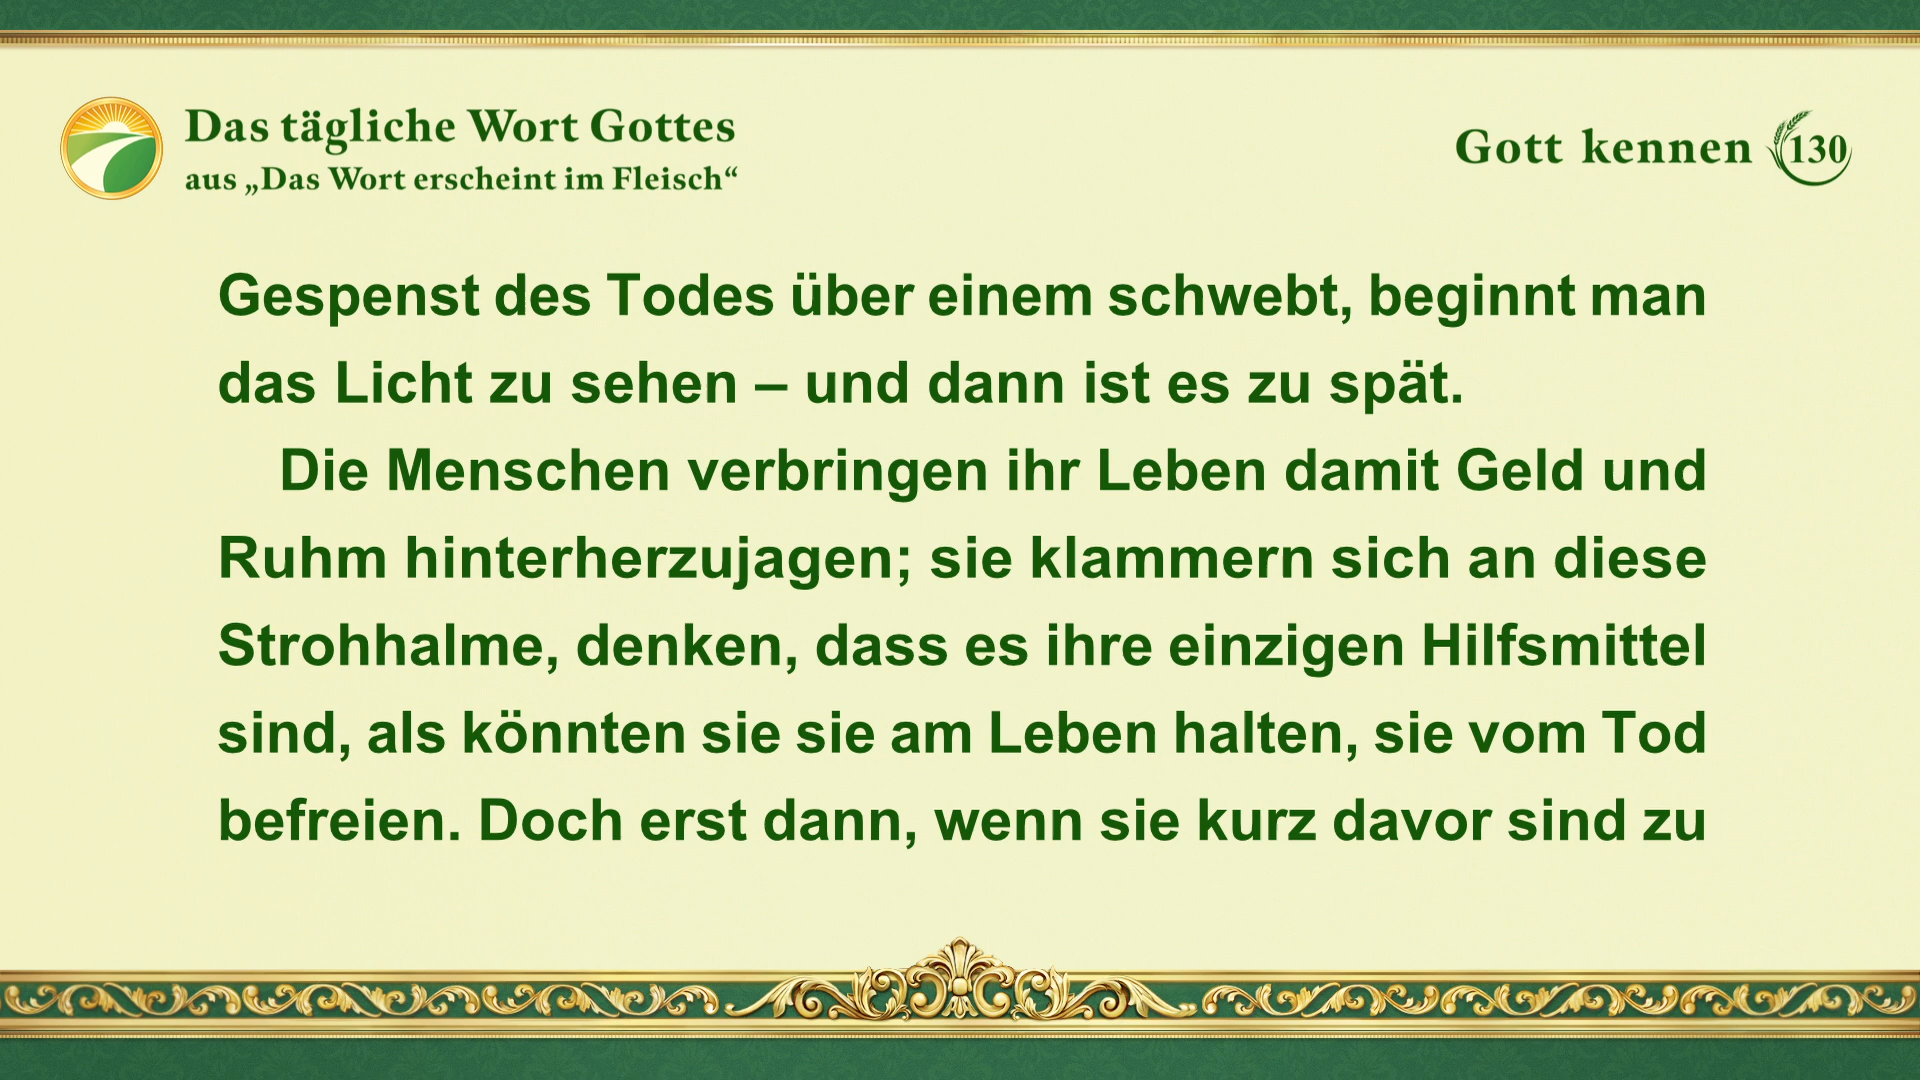 Das tägliche Wort Gottes
aus „Das Wort erscheint im Fleisch“
Gott kennen 130
Gespenst des Todes über einem schwebt, beginnt man
das Licht zu sehen – und dann ist es zu spät.
Die Menschen verbringen ihr Leben damit Geld und
Ruhm hinterherzujagen; sie klammern sich an diese
Strohhalme, denken, dass es ihre einzigen Hilfsmittel
sind, als könnten sie sie am Leben halten, sie vom Tod
befreien. Doch erst dann, wenn sie kurz davor sind zu